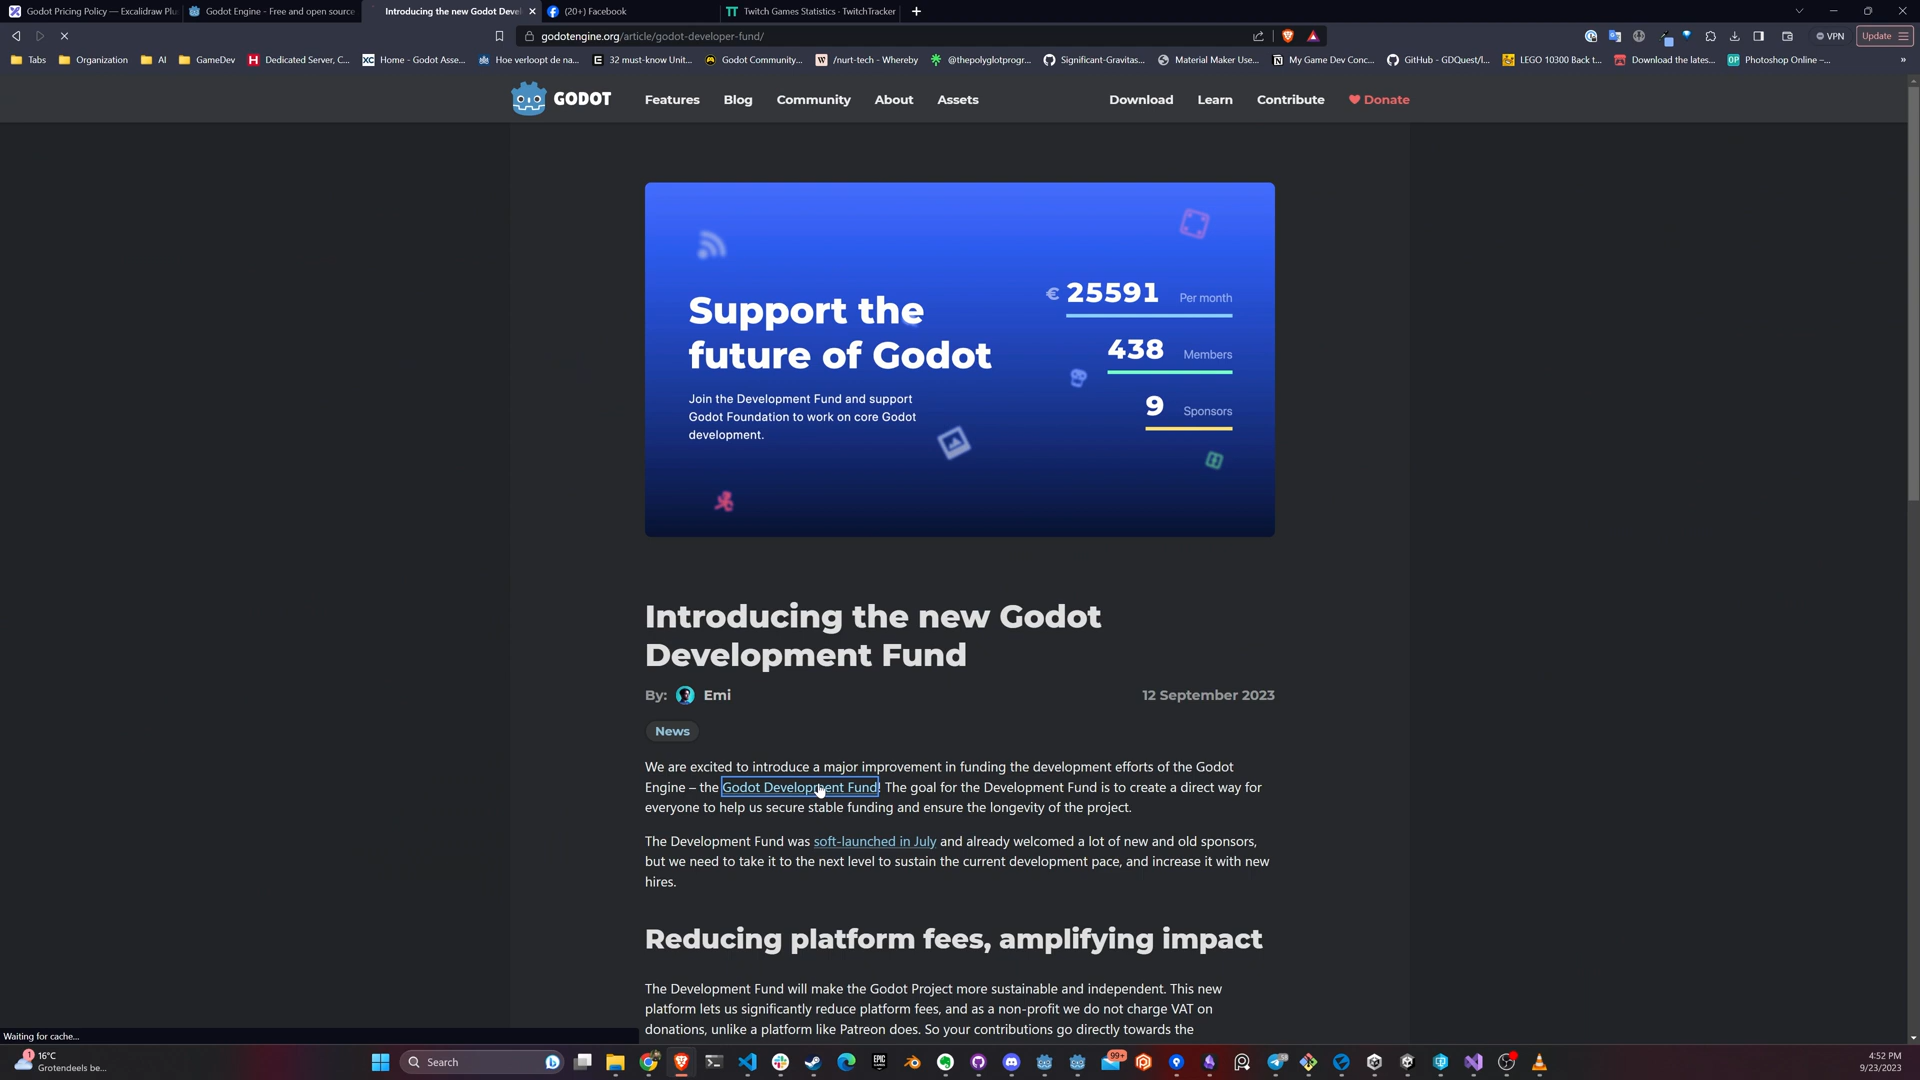 Godot Pricing Policy — Excalidraw Plu
Godot Engine - Free and open source
Introducing the new Godot Devel
(20+) Facebook
Twitch Games Statistics · TwitchTracker
godotengine.org/article/godot-developer-fund/
VPN
Update
Tabs
Organization
AI
GameDev
Dedicated Server, C...
Home - Godot Asse...
Hoe verloopt de na...
32 must-know Unit...
Godot Community...
/nurt-tech - Whereby
@thepolyglotprogr...
Significant-Gravitas...
Material Maker Use...
My Game Dev Conc...
GitHub - GDQuest/l...
LEGO 10300 Back t...
Download the lates...
Photoshop Online –...
GODOT
Features
Blog
Community
About
Assets
Download
Learn
Contribute
Donate
Support the
future of Godot
Join the Development Fund and support
Godot Foundation to work on core Godot
development.
€ 25591 Per month
438 Members
9 Sponsors
Introducing the new Godot
Development Fund
By: Emi
12 September 2023
News
We are excited to introduce a major improvement in funding the development efforts of the Godot
Engine – the Godot Development Fund! The goal for the Development Fund is to create a direct way for
everyone to help us secure stable funding and ensure the longevity of the project.
The Development Fund was soft-launched in July and already welcomed a lot of new and old sponsors,
but we need to take it to the next level to sustain the current development pace, and increase it with new
hires.
Reducing platform fees, amplifying impact
The Development Fund will make the Godot Project more sustainable and independent. This new
platform lets us significantly reduce platform fees, and as a non-profit we do not charge VAT on
donations, unlike a platform like Patreon does. So your contributions go directly towards the
Waiting for cache...
16°C
Grotendeels be...
Search
99+
4:52 PM
9/23/2023